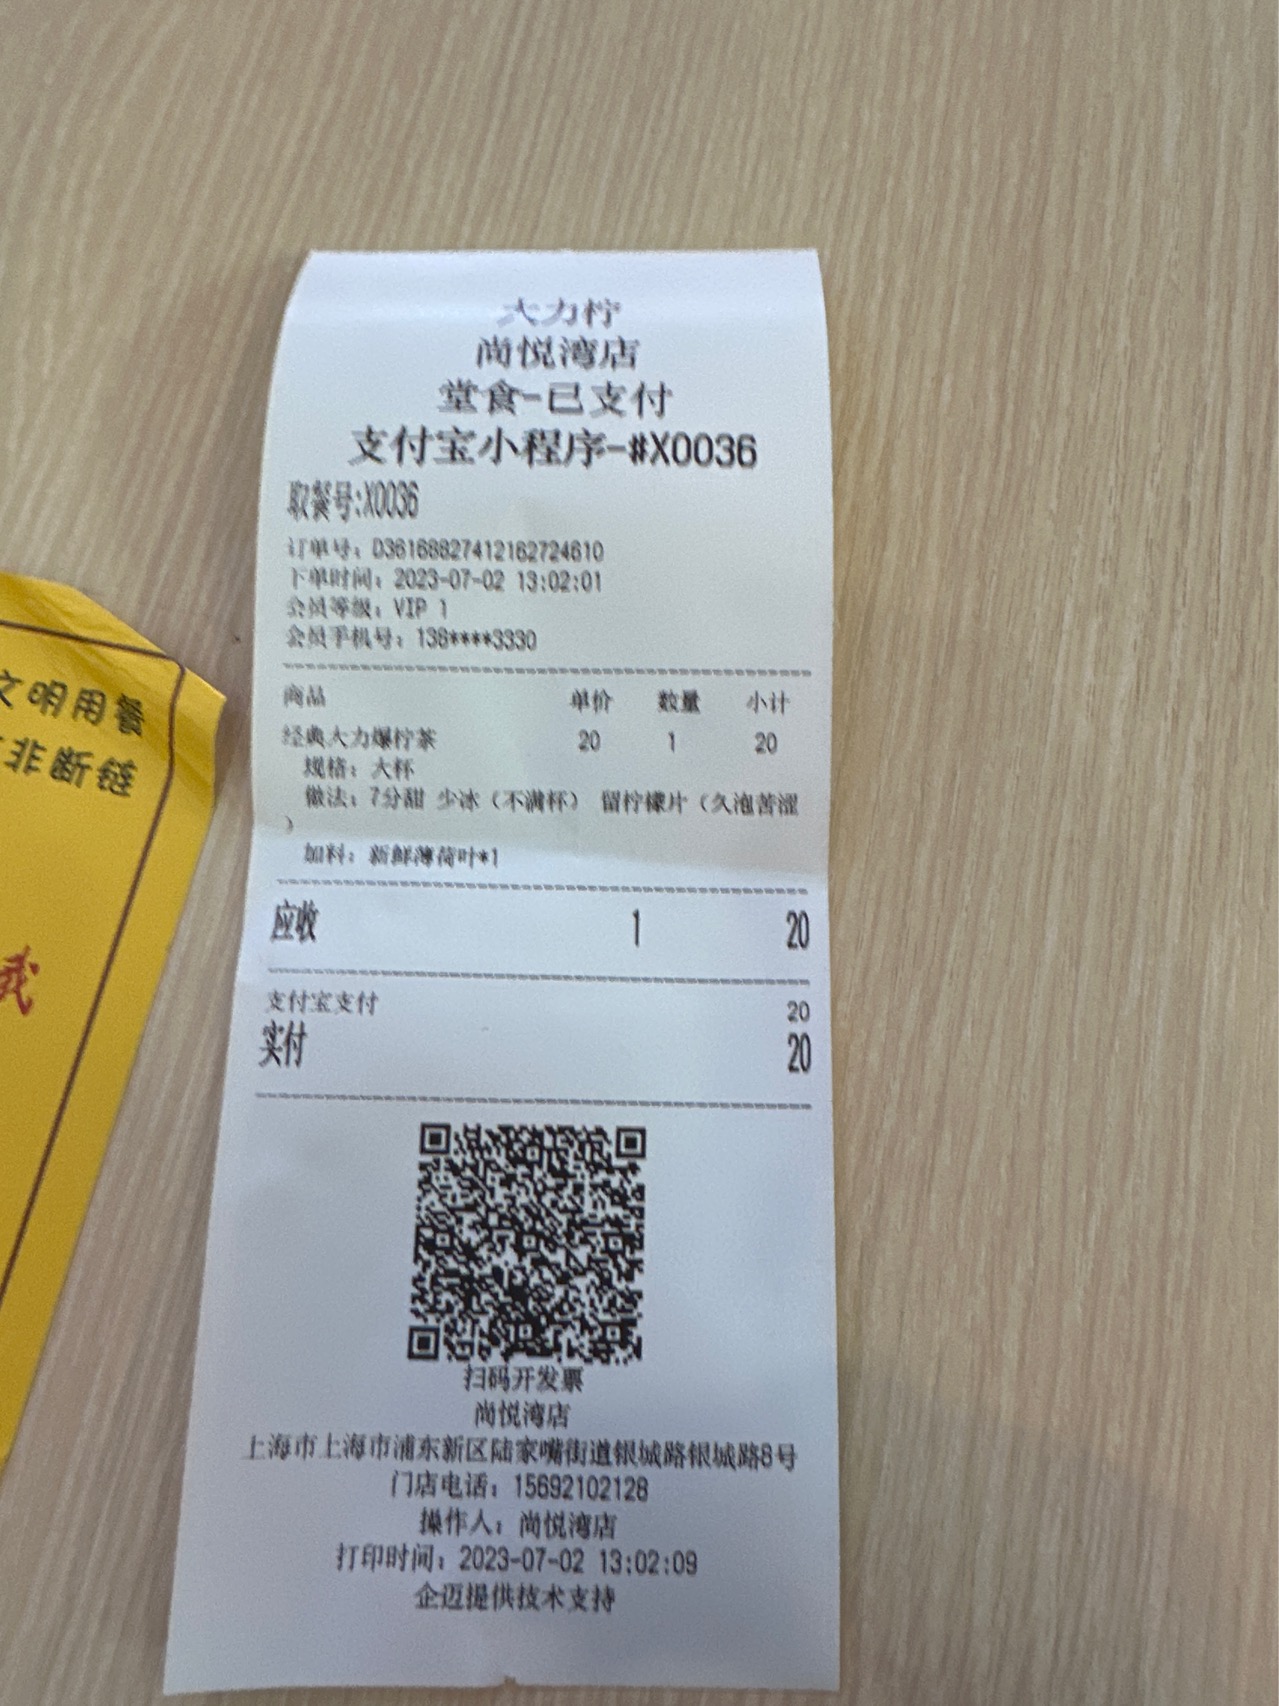 大力柠
尚悦湾店
堂食-已支付
支付宝小程序-#X0036
取餐号:X0036
订单号：D36168827412162724610
下单时间：2023-07-02 13:02:01
会员等级：VIP 1
会员手机号：138****3330
商品 单价 数量 小计
经典大力爆柠茶 20 1 20
规格：大杯
做法：7分甜 少冰（不满杯） 留柠檬片（久泡苦涩
）
加料：新鲜薄荷叶*1
应收 1 20
支付宝支付 20
实付 20
扫码开发票
尚悦湾店
上海市上海市浦东新区陆家嘴街道银城路银城路8号
门店电话：15692102128
操作人：尚悦湾店
打印时间：2023-07-02 13:02:09
企迈提供技术支持
文明用餐
非断链
我